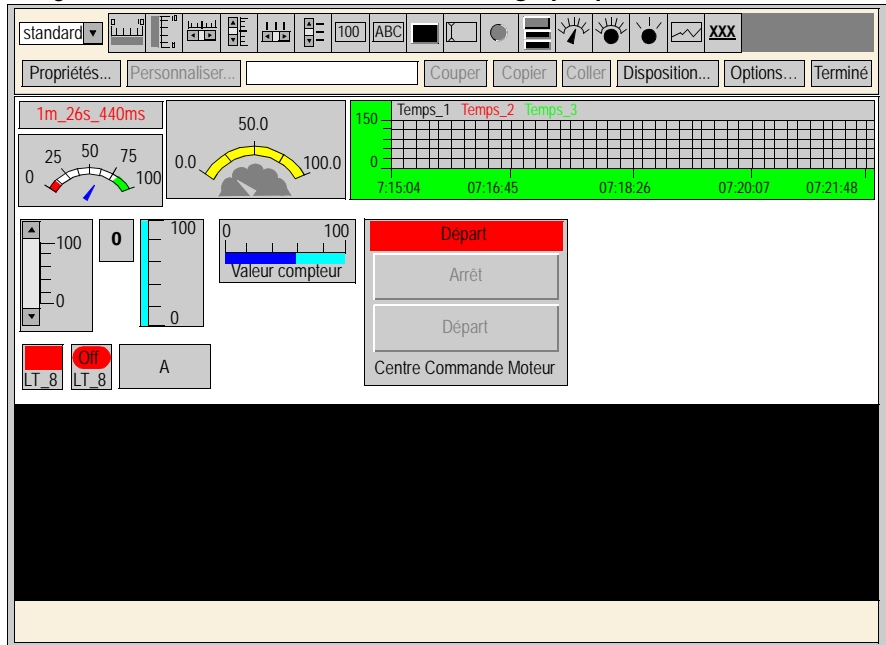 standard 100 ABC XXX
Propriétés... Personnaliser... Couper Copier Coller Disposition... Options... Terminé
1m_26s_440ms
0 25 50 75 100
50.0
0.0 100.0
Temps_1 Temps_2 Temps_3
150
0
7:15:04 07:16:45 07:18:26 07:20:07 07:21:48
100
0
0
100
0
0 100
Valeur compteur
Départ
Arrêt
Départ
Centre Commande Moteur
LT_8
Off
LT_8
A